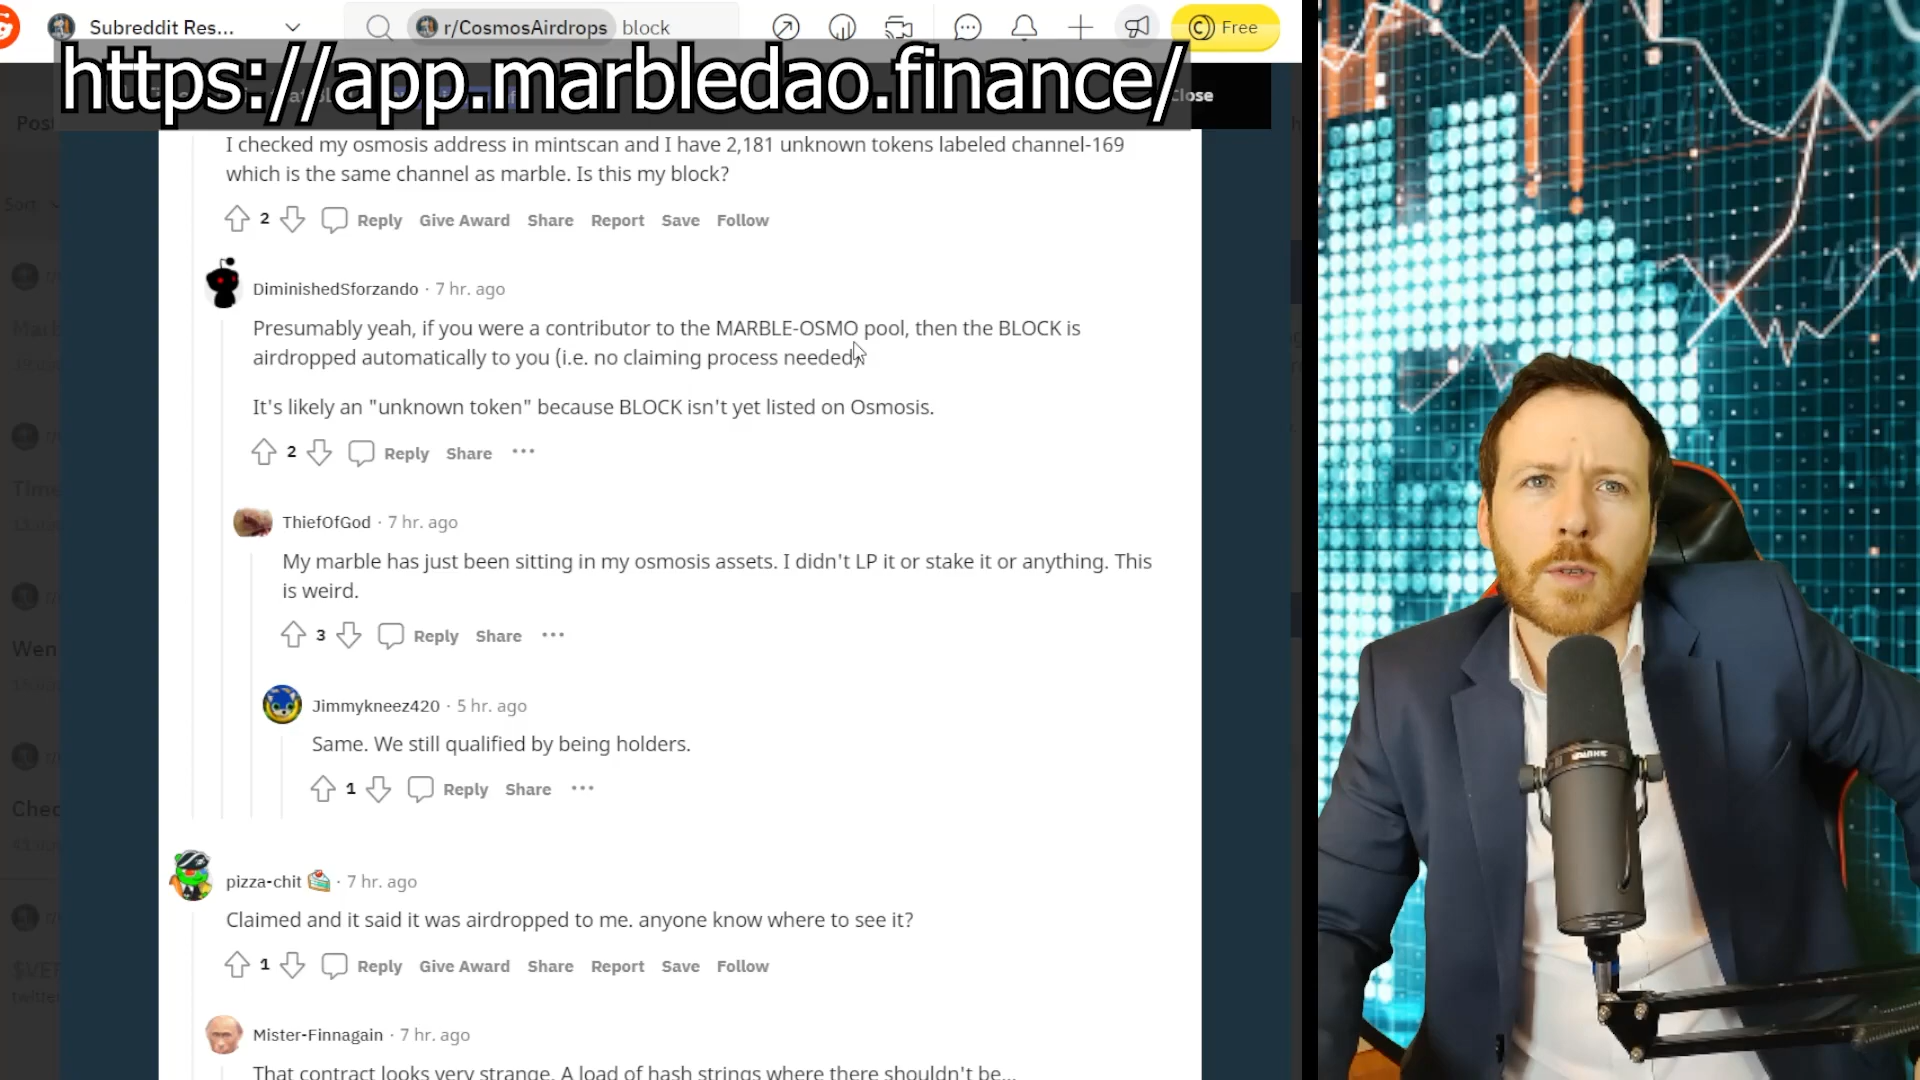 Subreddit Res...
r/CosmosAirdrops block
Free
https://app.marbledao.finance/
Close
I checked my osmosis address in mintscan and I have 2,181 unknown tokens labeled channel-169
which is the same channel as marble. Is this my block?
2 Reply Give Award Share Report Save Follow
DiminishedSforzando · 7 hr. ago
Presumably yeah, if you were a contributor to the MARBLE-OSMO pool, then the BLOCK is
airdropped automatically to you (i.e. no claiming process needed)
It's likely an "unknown token" because BLOCK isn't yet listed on Osmosis.
2 Reply Share ···
ThiefOfGod · 7 hr. ago
My marble has just been sitting in my osmosis assets. I didn't LP it or stake it or anything. This
is weird.
3 Reply Share ···
Jimmykneez420 · 5 hr. ago
Same. We still qualified by being holders.
1 Reply Share ···
pizza-chit · 7 hr. ago
Claimed and it said it was airdropped to me. anyone know where to see it?
1 Reply Give Award Share Report Save Follow
Mister-Finnagain · 7 hr. ago
That contract looks very strange. A load of hash strings where there shouldn't be...